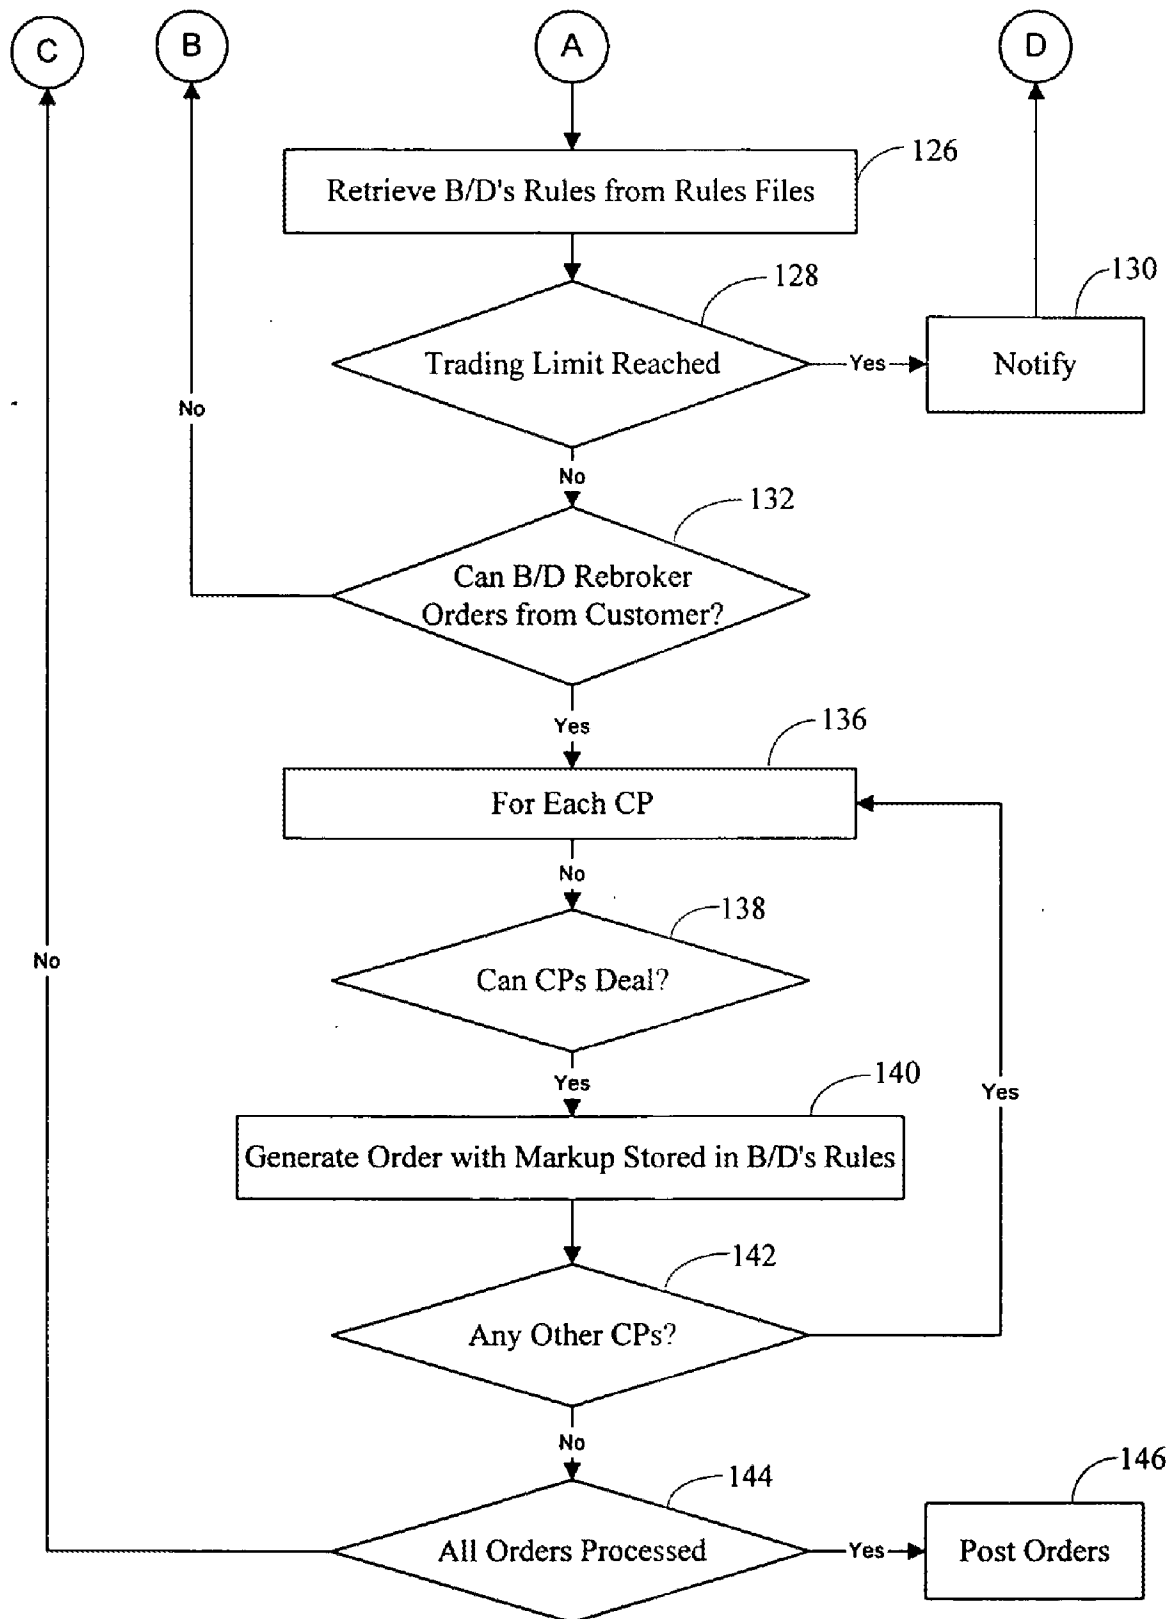 C
B
A
D
126
Retrieve B/D's Rules from Rules Files
128
130
Trading Limit Reached
Yes
Notify
No
No
132
Can B/D Rebroker
Orders from Customer?
Yes
136
For Each CP
No
138
No
Can CPs Deal?
Yes
140
Yes
Generate Order with Markup Stored in B/D's Rules
142
Any Other CPs?
No
144
146
All Orders Processed
Yes
Post Orders